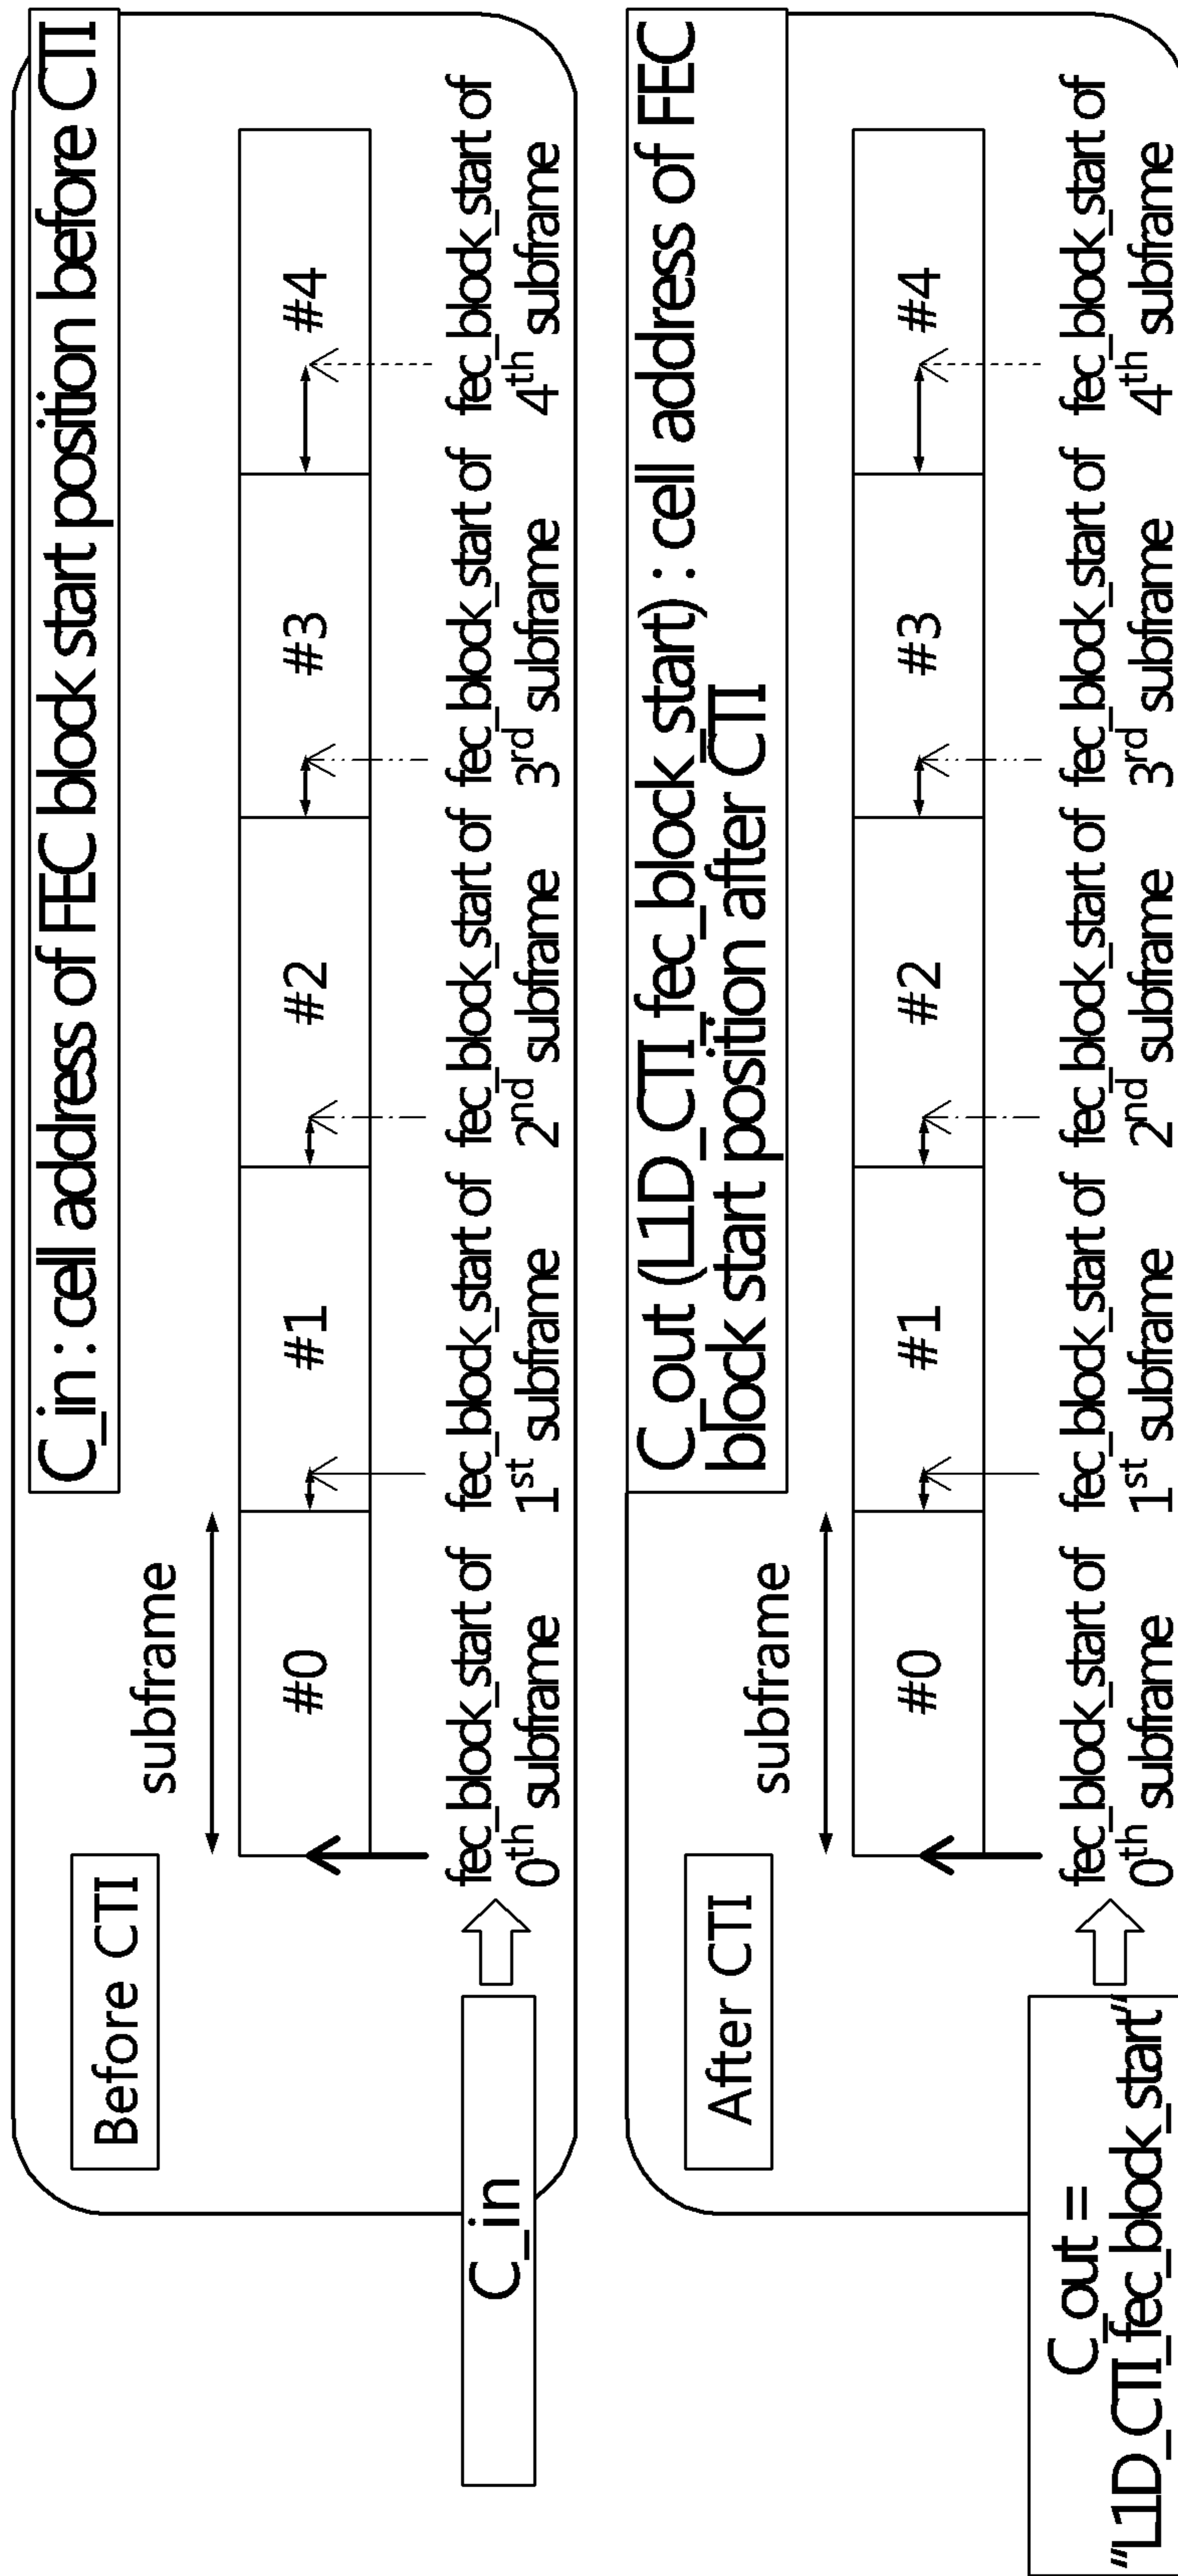 C_in : cell address of FEC block start position before CTI
Before CTI
subframe
#0 #1 #2 #3 #4
fec_block_start of fec_block_start of fec_block_start of fec_block_start of fec_block_start of
0th subframe 1st subframe 2nd subframe 3rd subframe 4th subframe
C_in
C_out (L1D_CTI_fec_block_start) : cell address of FEC
block start position after CTI
After CTI
subframe
#0 #1 #2 #3 #4
fec_block_start of fec_block_start of fec_block_start of fec_block_start of fec_block_start of
0th subframe 1st subframe 2nd subframe 3rd subframe 4th subframe
C_out =
“L1D_CTI_fec_block_start”